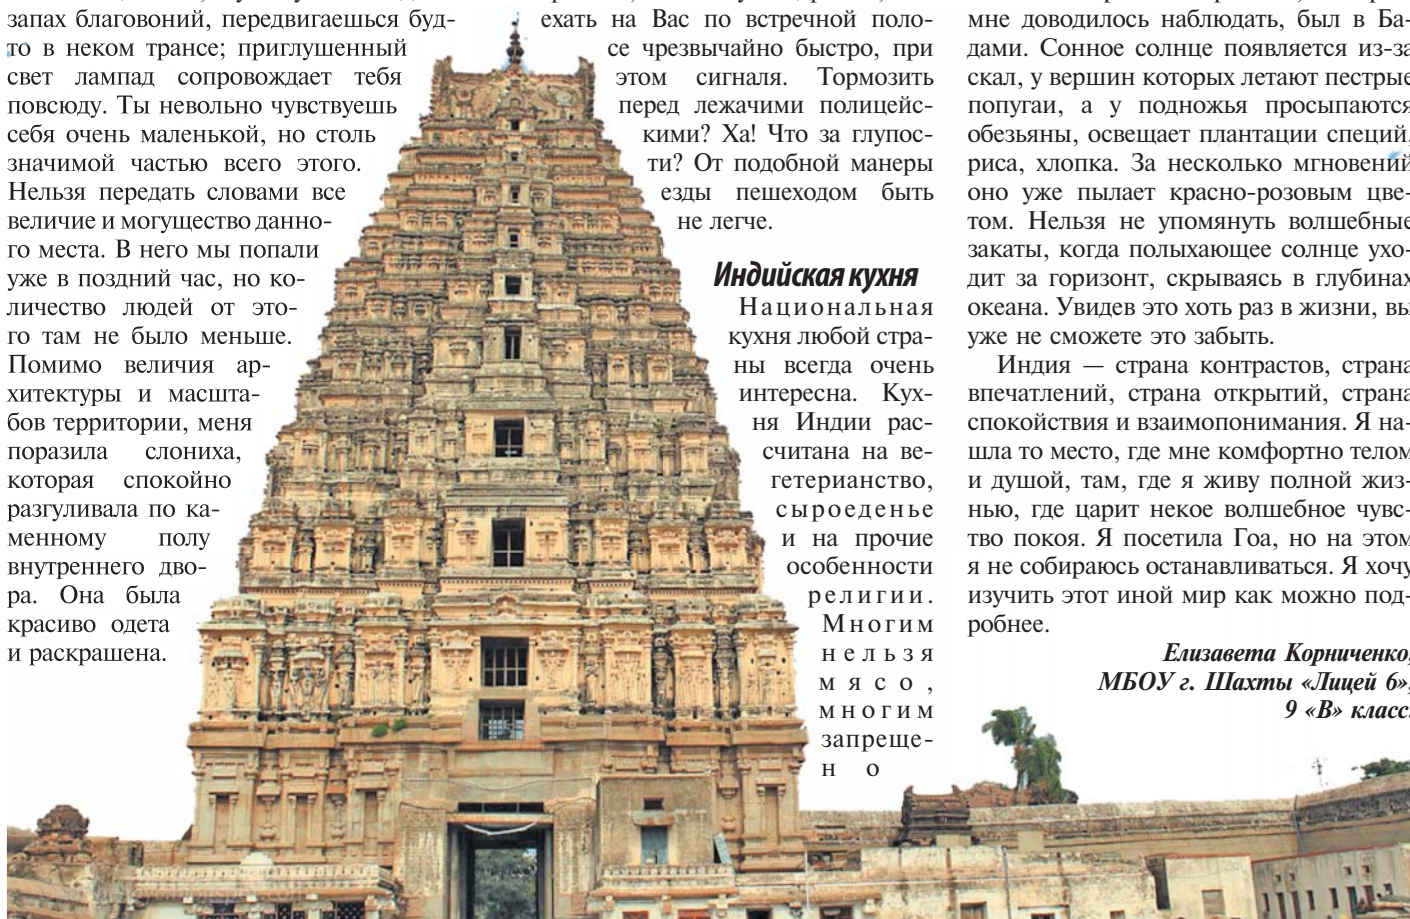 запах благовоний, передвигаешься буд-
то в неком трансе; приглушенный
свет лампад сопровождает тебя
повсюду. Ты невольно чувствуешь
себя очень маленькой, но столь
значимой частью всего этого.
Нельзя передать словами все
величие и могущество данно-
го места. В него мы попали
уже в поздний час, но ко-
личество людей от это-
го там не было меньше.
Помимо величия ар-
хитектуры и масшта-
бов территории, меня
поразила слониха,
которая спокойно
разгуливала по ка-
менному полу
внутреннего дво-
ра. Она была
красиво одета
и раскрашена.
ехать на Вас по встречной поло-
се чрезвычайно быстро, при
этом сигналя. Тормозить
перед лежачими полицейс-
кими? Ха! Что за глупос-
ти? От подобной манеры
езды пешеходом быть
не легче.
Индийская кухня
Национальная
кухня любой стра-
ны всегда очень
интересна. Кух-
ня Индии рас-
считана на ве-
гетерианство,
сыроеденье
и на прочие
особенности
религии.
Многим
нельзя
мясо,
многим
запреще-
но
мне доводилось наблюдать, был в Ба-
дами. Сонное солнце появляется из-за
скал, у вершин которых летают пестрые
попугаи, а у подножья просыпаются
обезьяны, освещает плантации специй,
риса, хлопка. За несколько мгновений
оно уже пылает красно-розовым цве-
том. Нельзя не упомянуть волшебные
закаты, когда полыхающее солнце ухо-
дит за горизонт, скрываясь в глубинах
океана. Увидев это хоть раз в жизни, вы
уже не сможете это забыть.
Индия — страна контрастов, страна
впечатлений, страна открытий, страна
спокойствия и взаимопонимания. Я на-
шла то место, где мне комфортно телом
и душой, там, где я живу полной жиз-
нью, где царит некое волшебное чувс-
тво покоя. Я посетила Гоа, но на этом
я не собираюсь останавливаться. Я хочу
изучить этот иной мир как можно под-
робнее.
Елизавета Корниченко,
МБОУ г. Шахты «Лицей 6»,
9 «В» класс.